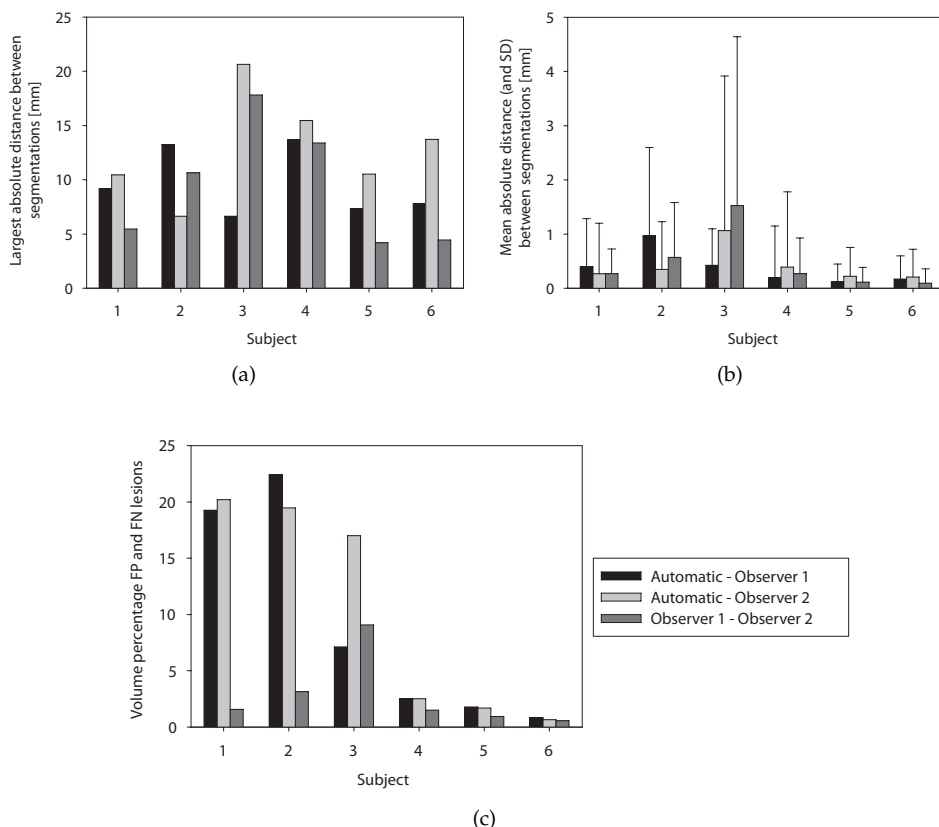 Largest absolute distance between
segmentations [mm]
25
20
15
10
5
0
1 2 3 4 5 6
Subject
(a)
Mean absolute distance (and SD)
between segmentations [mm]
5
4
3
2
1
0
1 2 3 4 5 6
Subject
(b)
Volume percentage FP and FN lesions
25
20
15
10
5
0
1 2 3 4 5 6
Subject
(c)
Automatic - Observer 1
Automatic - Observer 2
Observer 1 - Observer 2